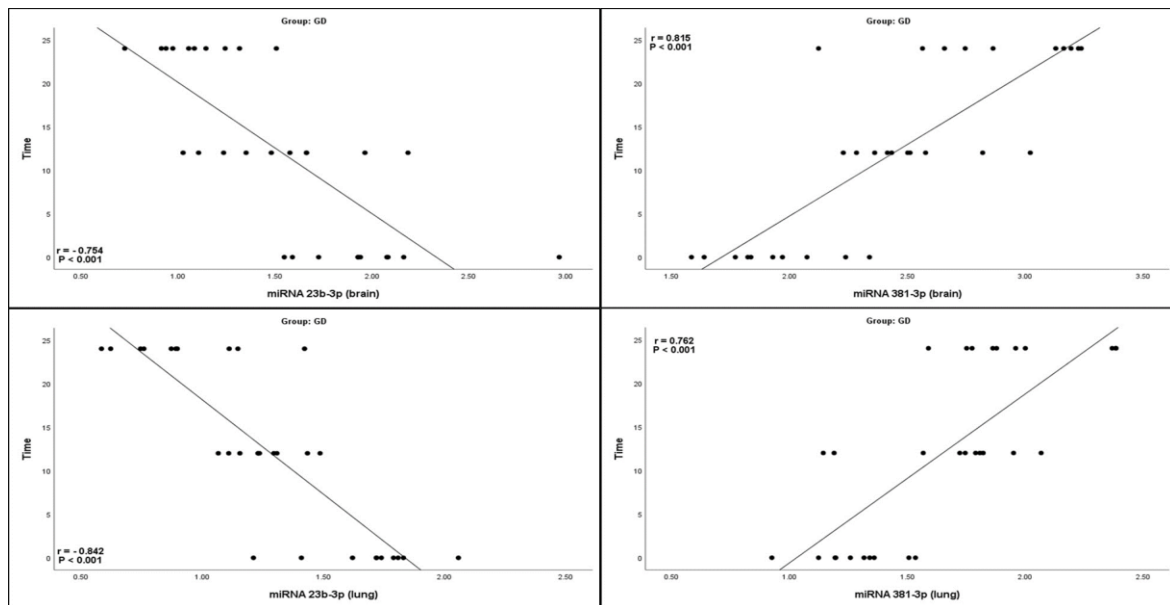 Group: GD
25
20
15
10
5
0
Time
r = - 0.754
P < 0.001
0.50 1.00 1.50 2.00 2.50 3.00
miRNA 23b-3p (brain)
Group: GD
r = 0.815
P < 0.001
25
20
15
10
5
0
Time
1.50 2.00 2.50 3.00 3.50
miRNA 381-3p (brain)
Group: GD
25
20
15
10
5
0
Time
r = - 0.842
P < 0.001
0.50 1.00 1.50 2.00 2.50
miRNA 23b-3p (lung)
Group: GD
r = 0.762
P < 0.001
25
20
15
10
5
0
Time
0.50 1.00 1.50 2.00 2.50
miRNA 381-3p (lung)